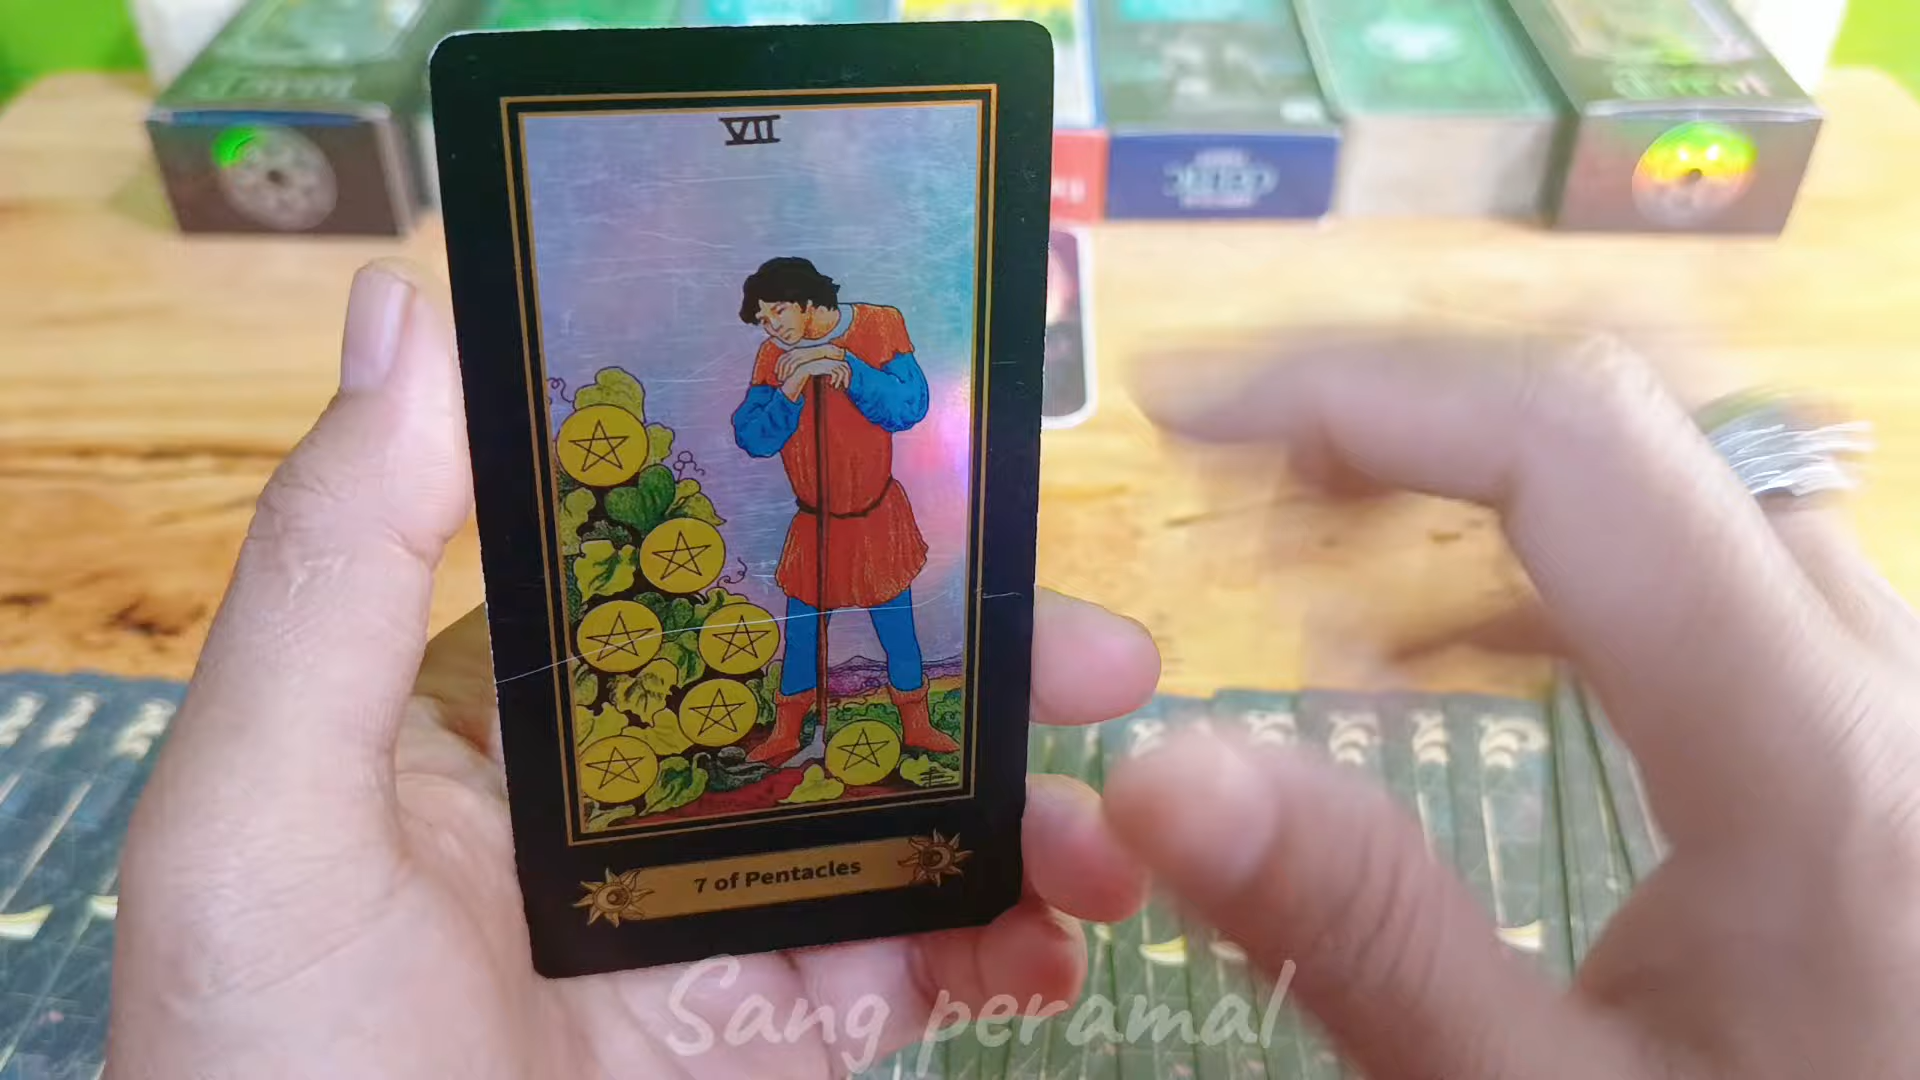 VII
7 of Pentacles
Sang peramal